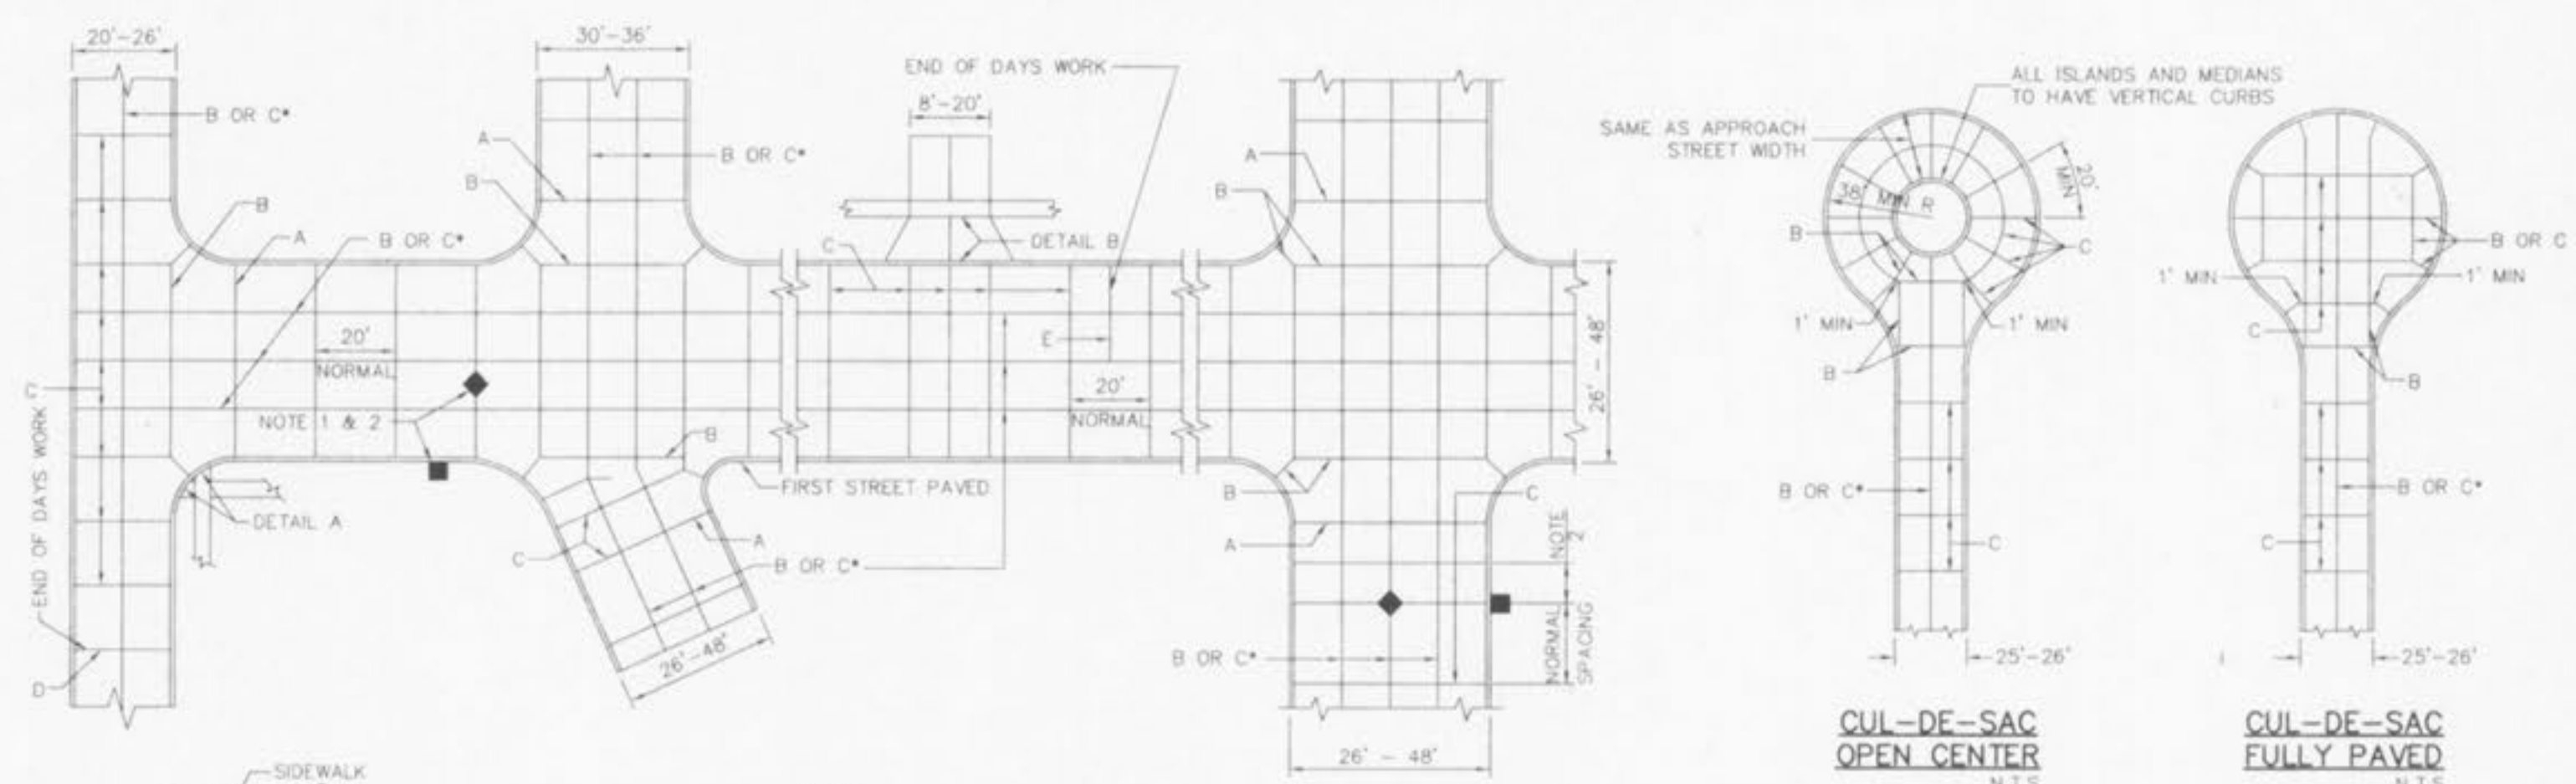 20'-26'
30'-36'
END OF DAYS WORK
8'-20'
ALL ISLANDS AND MEDIANS
TO HAVE VERTICAL CURBS
SAME AS APPROACH
STREET WIDTH
B OR C*
A
B
B OR C*
A
B
20'
MIN
38' MIN R
B
A
B OR C*
C
DETAIL B
B
C
B OR C
1' MIN
1' MIN
1' MIN
1' MIN
C
B
B
20'
NORMAL
E
20'
NORMAL
26' - 48'
C
END OF DAYS WORK
NOTE 1 & 2
B
FIRST STREET PAVED
DETAIL A
B
C
A
C
A
B OR C*
NOTE
2
NORMAL
SPACING
B OR C*
B OR C*
C
C
26'-48'
B OR C*
D
25'-26'
25'-26'
26' - 48'
CUL-DE-SAC
OPEN CENTER
N.T.S.
CUL-DE-SAC
FULLY PAVED
N.T.S.
SIDEWALK